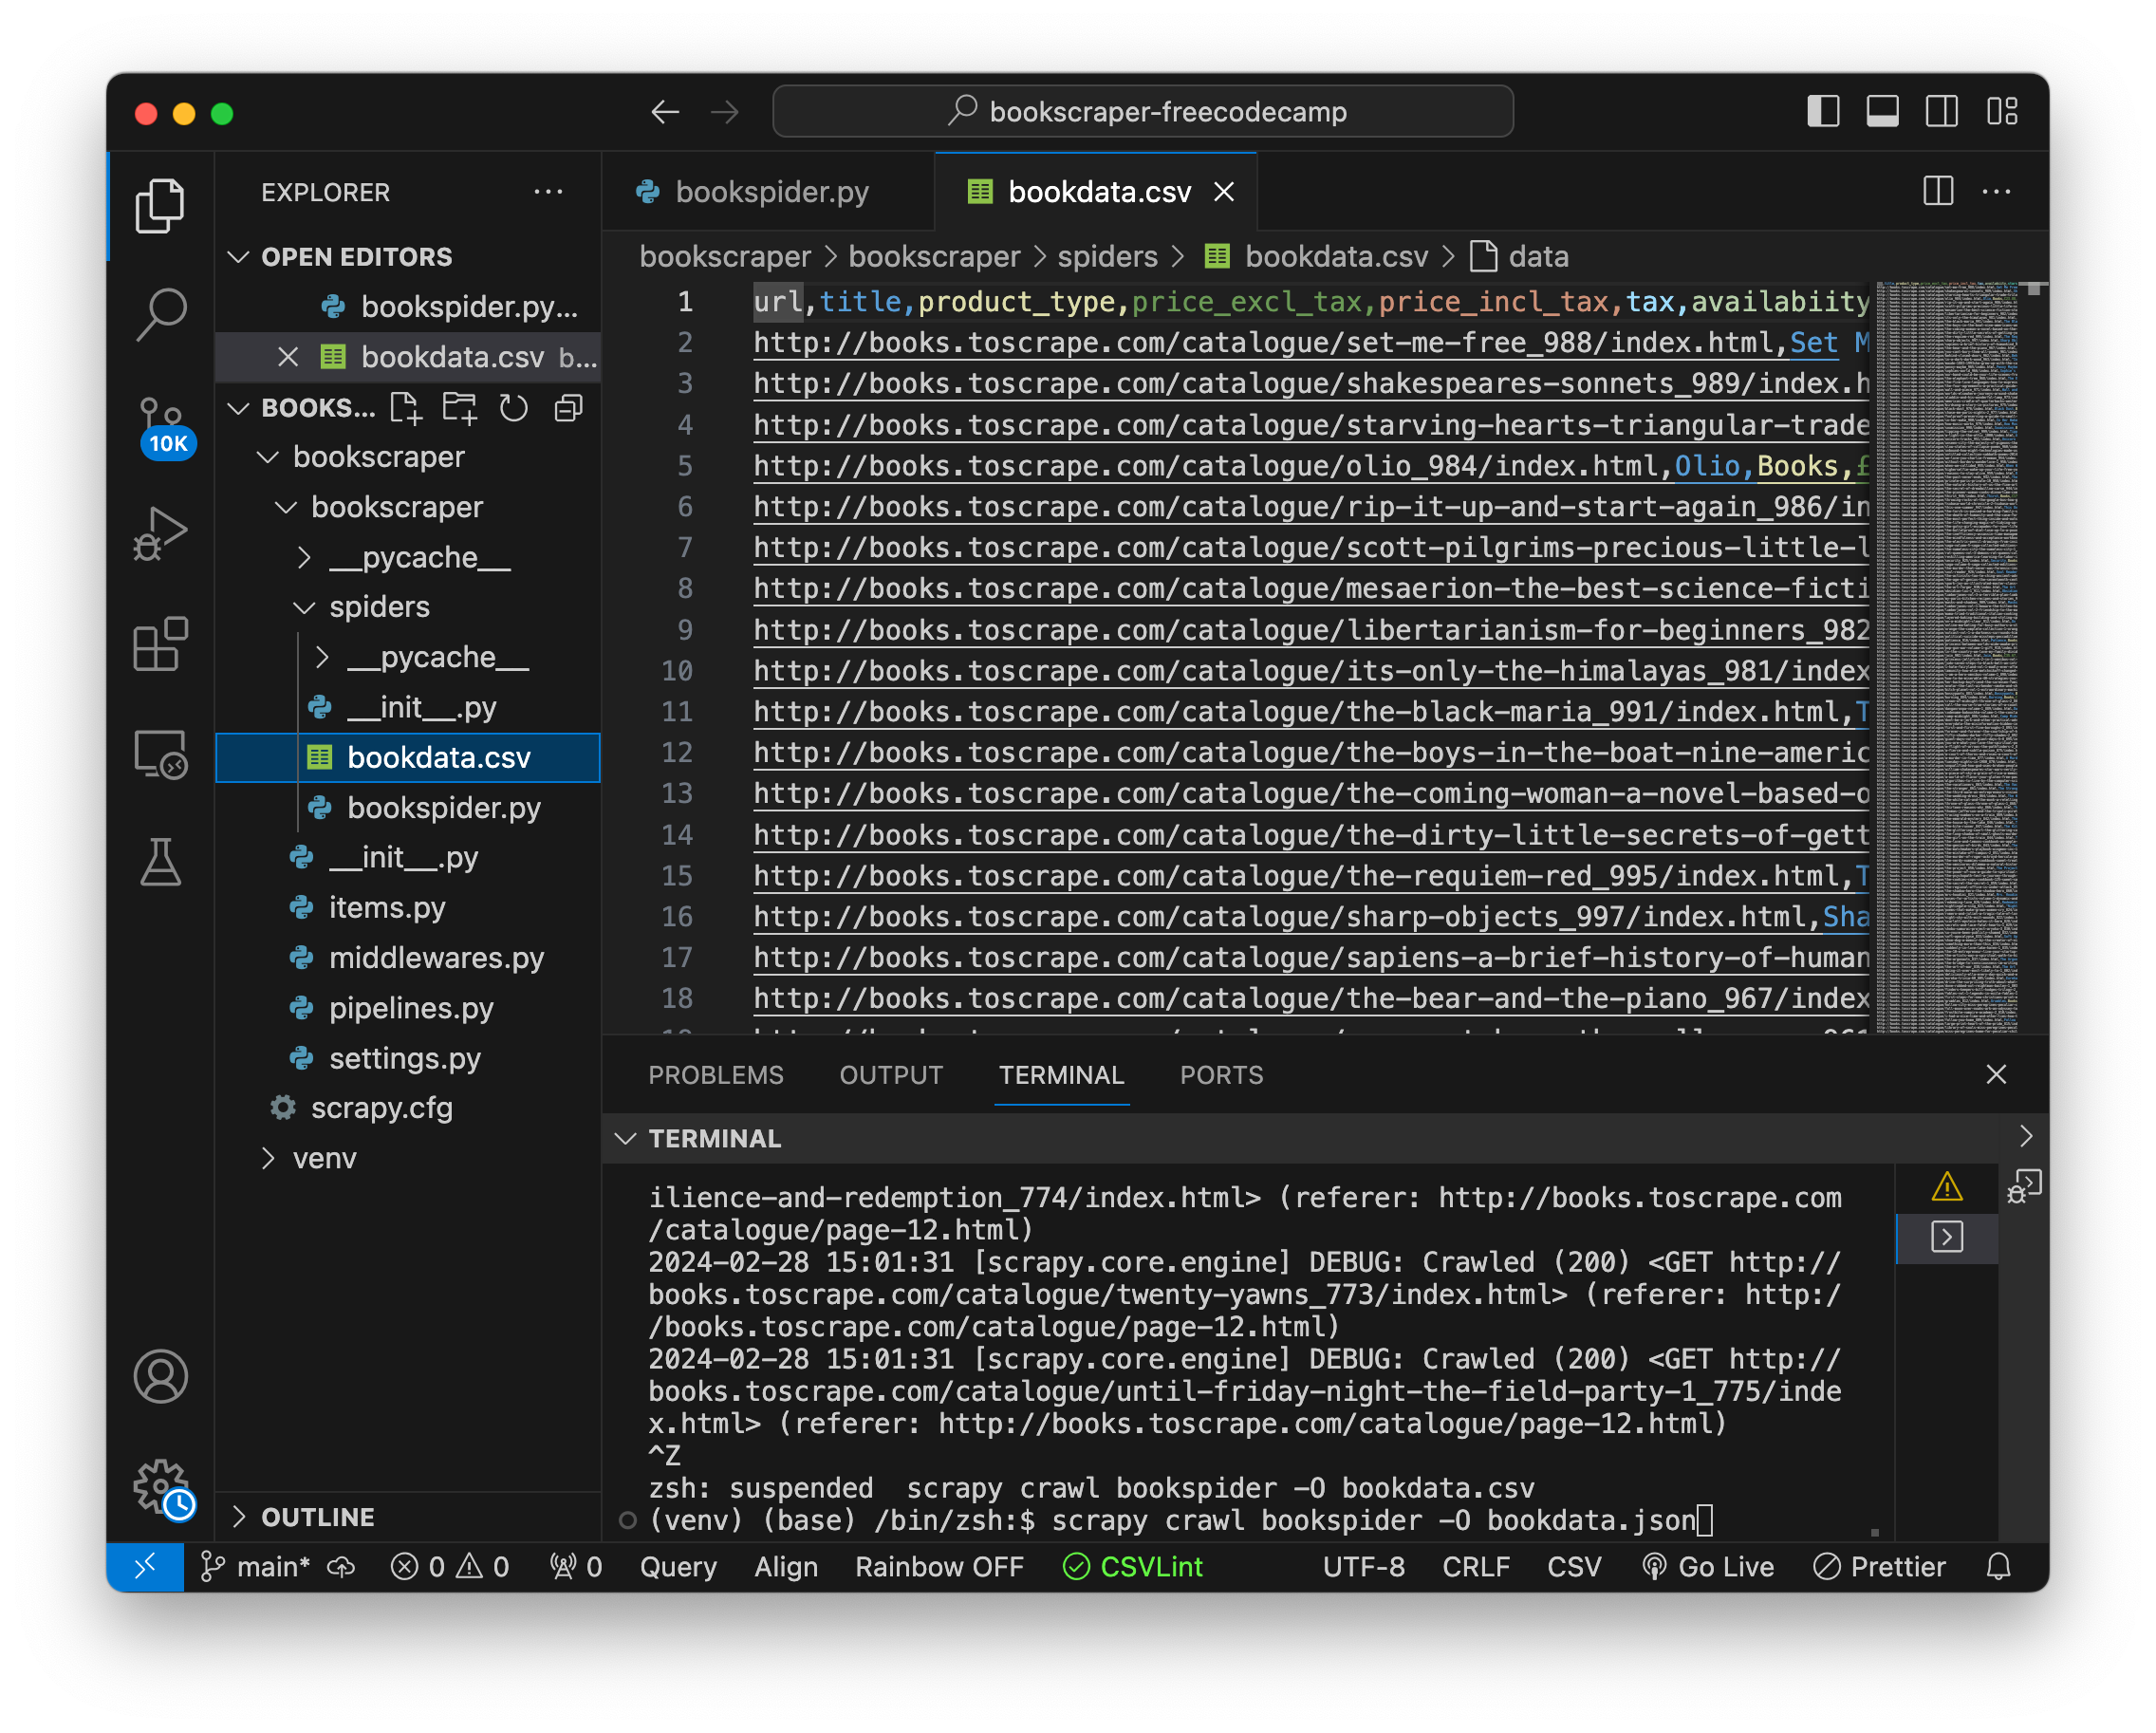 bookscraper-freecodecamp
EXPLORER
OPEN EDITORS
bookspider.py...
bookdata.csv b...
BOOKS...
10K
bookscraper
bookscraper
__pycache__
spiders
__pycache__
__init__.py
bookdata.csv
bookspider.py
__init__.py
items.py
middlewares.py
pipelines.py
settings.py
scrapy.cfg
venv
OUTLINE
bookspider.py
bookdata.csv
bookscraper > bookscraper > spiders > bookdata.csv > data
1 url,title,product_type,price_excl_tax,price_incl_tax,tax,availabiity
2 http://books.toscrape.com/catalogue/set-me-free_988/index.html,Set M
3 http://books.toscrape.com/catalogue/shakespeares-sonnets_989/index.h
4 http://books.toscrape.com/catalogue/starving-hearts-triangular-trade
5 http://books.toscrape.com/catalogue/olio_984/index.html,Olio,Books,£
6 http://books.toscrape.com/catalogue/rip-it-up-and-start-again_986/in
7 http://books.toscrape.com/catalogue/scott-pilgrims-precious-little-l
8 http://books.toscrape.com/catalogue/mesaerion-the-best-science-ficti
9 http://books.toscrape.com/catalogue/libertarianism-for-beginners_982
10 http://books.toscrape.com/catalogue/its-only-the-himalayas_981/index
11 http://books.toscrape.com/catalogue/the-black-maria_991/index.html,T
12 http://books.toscrape.com/catalogue/the-boys-in-the-boat-nine-americ
13 http://books.toscrape.com/catalogue/the-coming-woman-a-novel-based-o
14 http://books.toscrape.com/catalogue/the-dirty-little-secrets-of-gett
15 http://books.toscrape.com/catalogue/the-requiem-red_995/index.html,T
16 http://books.toscrape.com/catalogue/sharp-objects_997/index.html,Sha
17 http://books.toscrape.com/catalogue/sapiens-a-brief-history-of-human
18 http://books.toscrape.com/catalogue/the-bear-and-the-piano_967/index
PROBLEMS OUTPUT TERMINAL PORTS
TERMINAL
ilience-and-redemption_774/index.html> (referer: http://books.toscrape.com
/catalogue/page-12.html)
2024-02-28 15:01:31 [scrapy.core.engine] DEBUG: Crawled (200) <GET http://
books.toscrape.com/catalogue/twenty-yawns_773/index.html> (referer: http:/
/books.toscrape.com/catalogue/page-12.html)
2024-02-28 15:01:31 [scrapy.core.engine] DEBUG: Crawled (200) <GET http://
books.toscrape.com/catalogue/until-friday-night-the-field-party-1_775/inde
x.html> (referer: http://books.toscrape.com/catalogue/page-12.html)
^Z
zsh: suspended  scrapy crawl bookspider -O bookdata.csv
(venv) (base) /bin/zsh:$ scrapy crawl bookspider -O bookdata.json
main* 0 0 0 Query Align Rainbow OFF CSVLint UTF-8 CRLF CSV Go Live Prettier